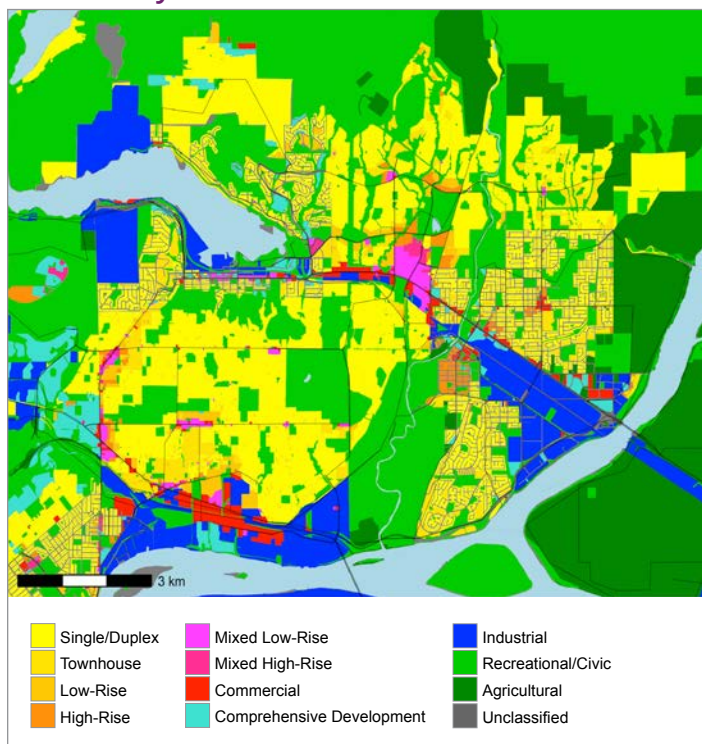 3 km
Single/Duplex
Townhouse
Low-Rise
High-Rise
Mixed Low-Rise
Mixed High-Rise
Commercial
Comprehensive Development
Industrial
Recreational/Civic
Agricultural
Unclassified